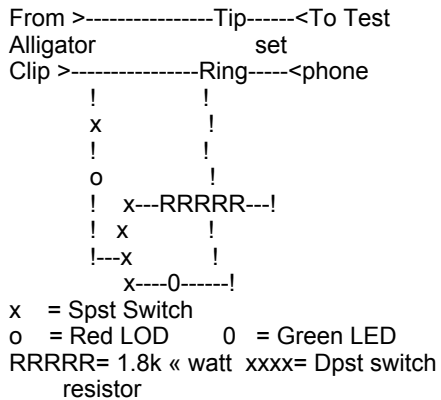 From >----------------Tip------<To Test
Alligator set
Clip >----------------Ring-----<phone
! !
x !
! !
o !
! x---RRRRR---!
! x !
!---x !
x----0------!
x = Spst Switch
o = Red LOD 0 = Green LED
RRRRR= 1.8k « watt xxxx= Dpst switch
resistor